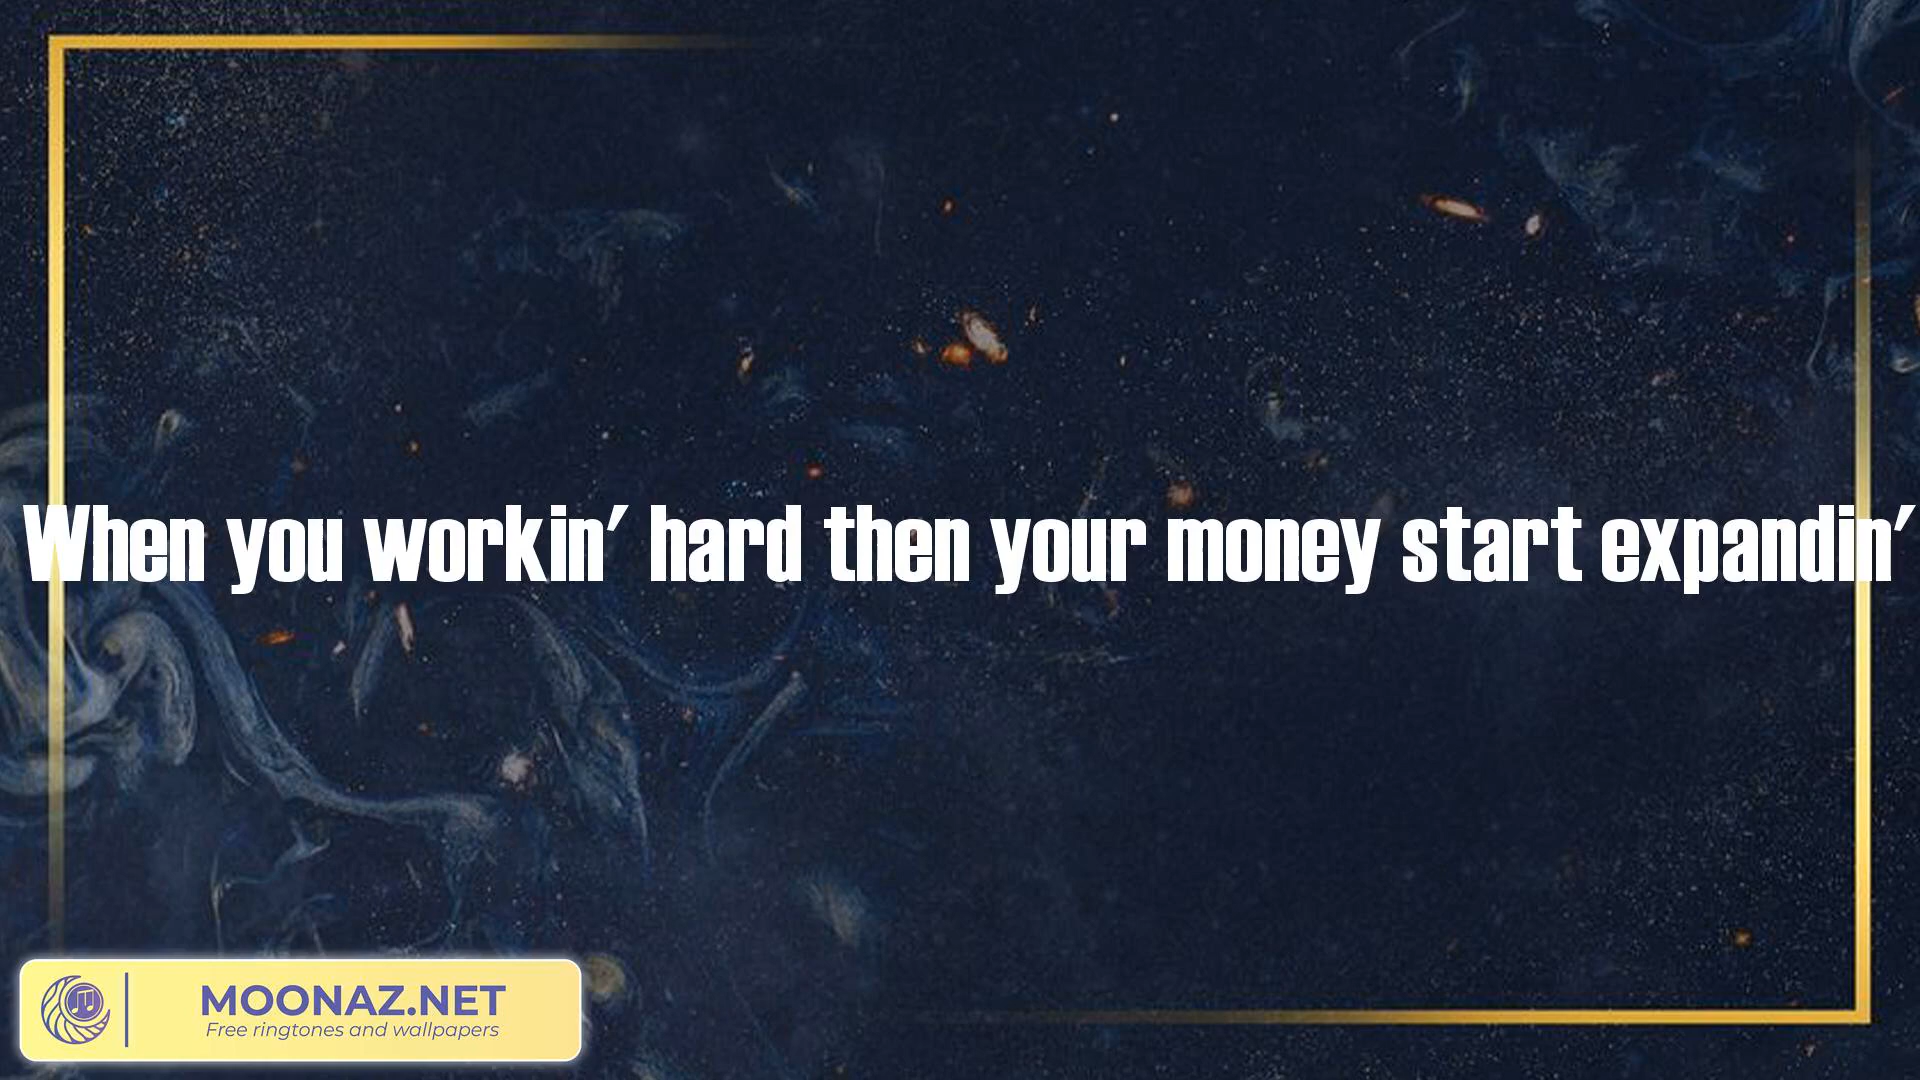 When you workin' hard then your money start expandin'
MOONAZ.NET
Free ringtones and wallpapers